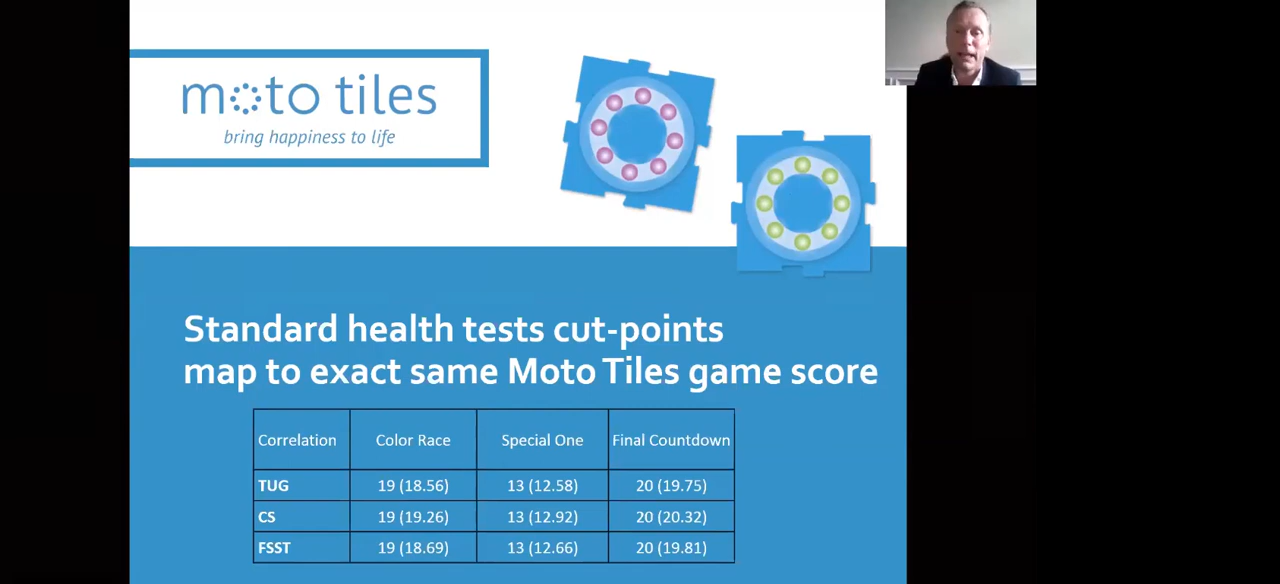 moto tiles
bring happiness to life
Standard health tests cut-points
map to exact same Moto Tiles game score
Correlation Color Race Special One Final Countdown
TUG 19 (18.56) 13 (12.58) 20 (19.75)
CS 19 (19.26) 13 (12.92) 20 (20.32)
FSST 19 (18.69) 13 (12.66) 20 (19.81)